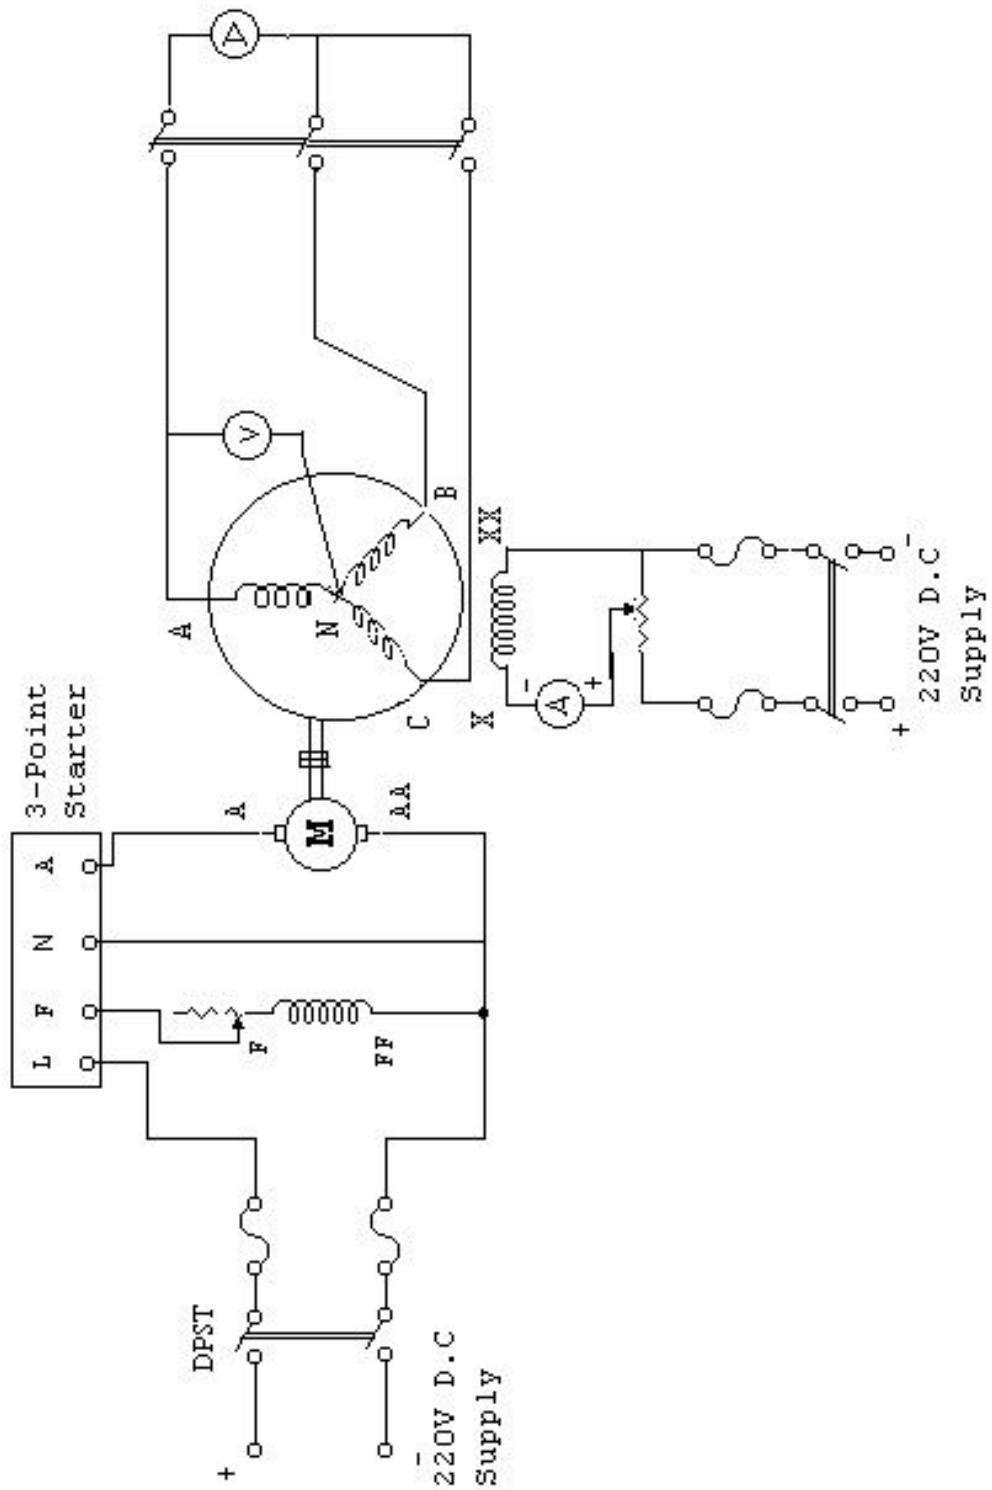 L F N A
3-Point
Starter
DPST
+
-
220V D.C
Supply
F
FF
A
M
AA
A
N
C
B
V
A
X
XX
-
A
+
+
-
220V D.C
Supply